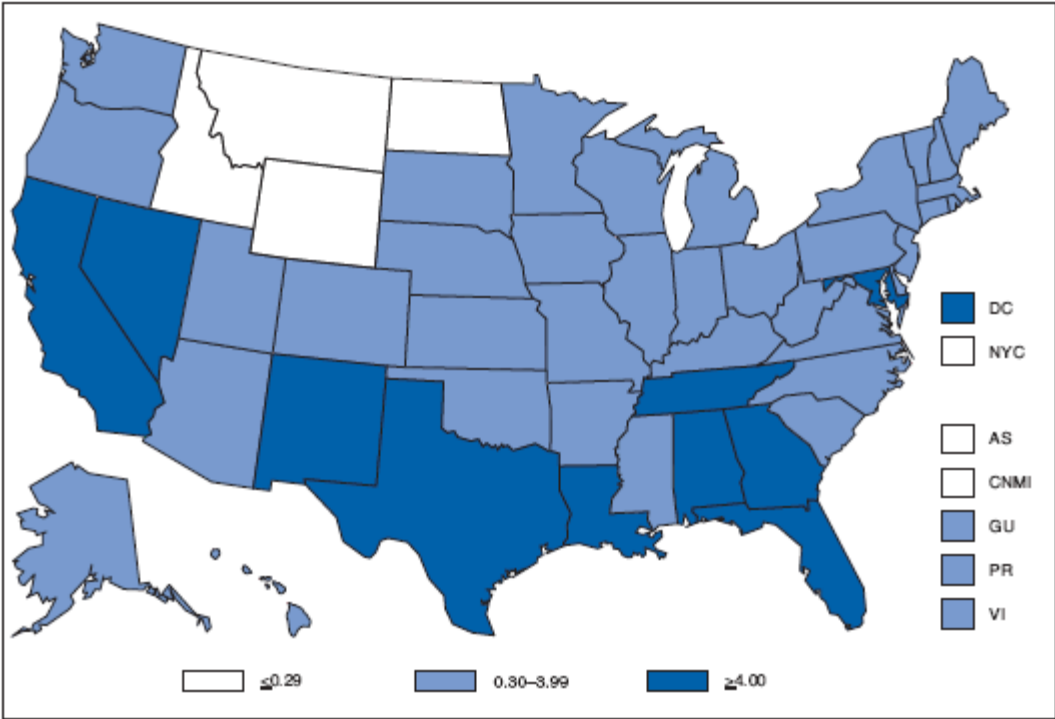 DC
NYC
AS
CNMI
GU
PR
VI
≤0.29
0.30–3.99
≥4.00